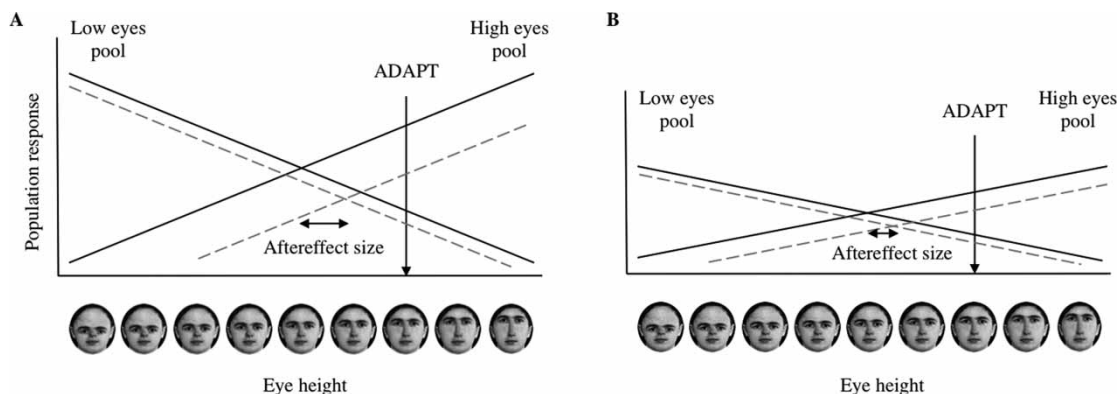 A
Low eyes
pool
High eyes
pool
ADAPT
Population response
Aftereffect size
Eye height
B
Low eyes
pool
High eyes
pool
ADAPT
Aftereffect size
Eye height